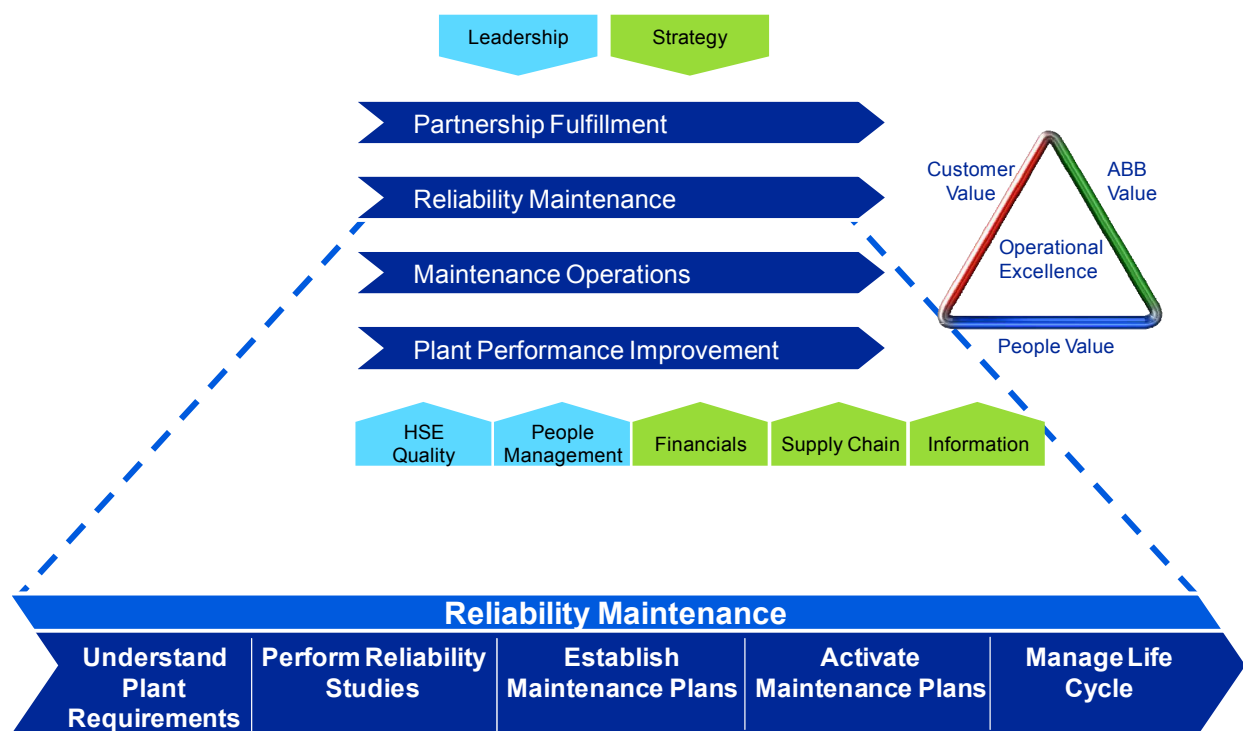 Leadership
Strategy
Partnership Fulfillment
Reliability Maintenance
Maintenance Operations
Plant Performance Improvement
Customer
Value
ABB
Value
Operational
Excellence
People Value
HSE
Quality
People
Management
Financials
Supply Chain
Information
Reliability Maintenance
Understand
Plant
Requirements
Perform Reliability
Studies
Establish
Maintenance Plans
Activate
Maintenance Plans
Manage Life
Cycle